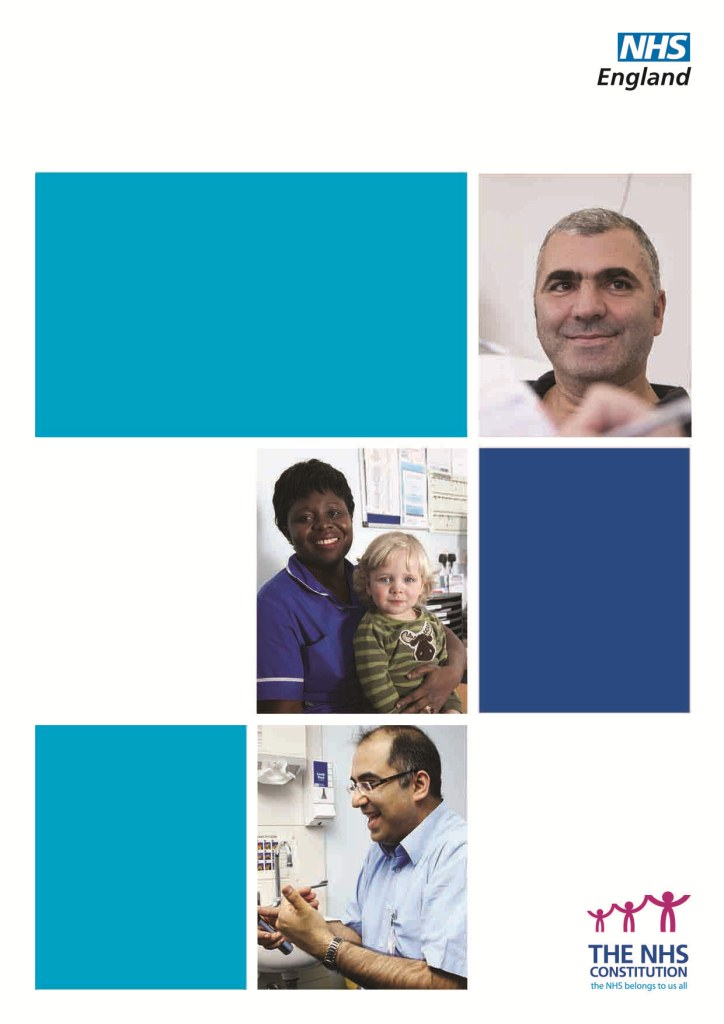 NHS
England
THE NHS
CONSTITUTION
the NHS belongs to us all